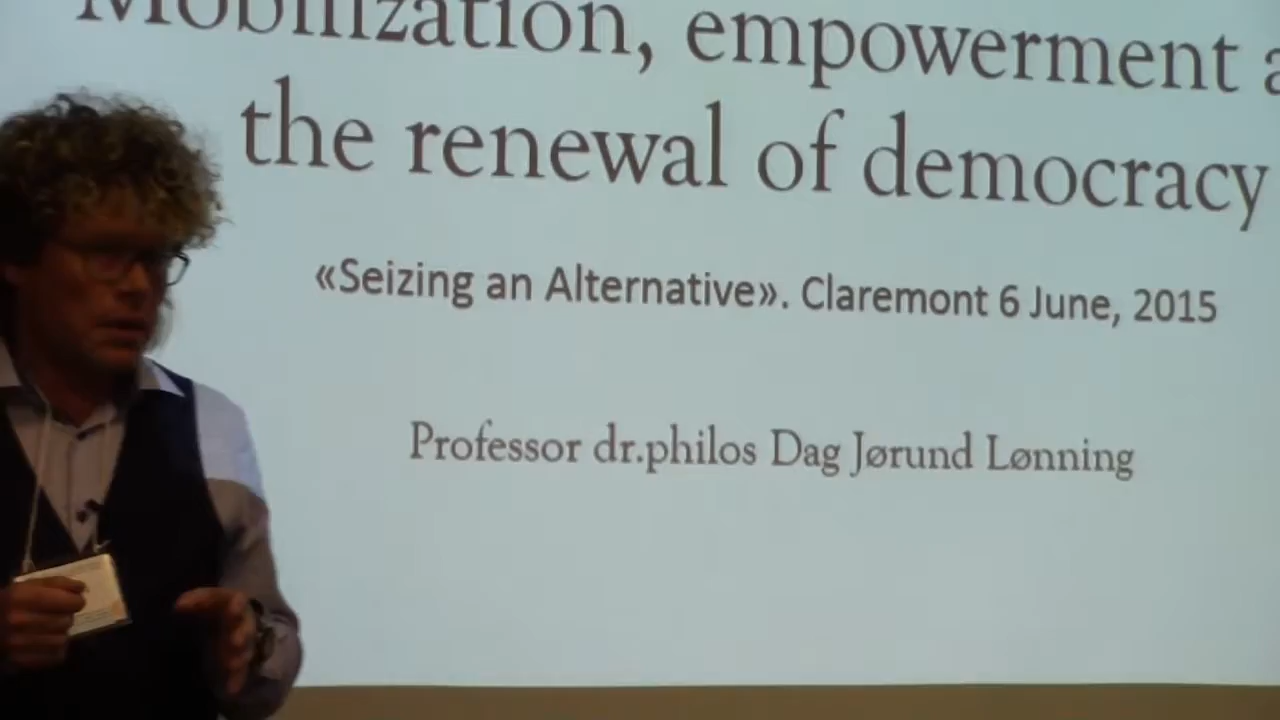 Mobilization, empowerment a
the renewal of democracy
«Seizing an Alternative». Claremont 6 June, 2015
Professor dr.philos Dag Jørund Lønning